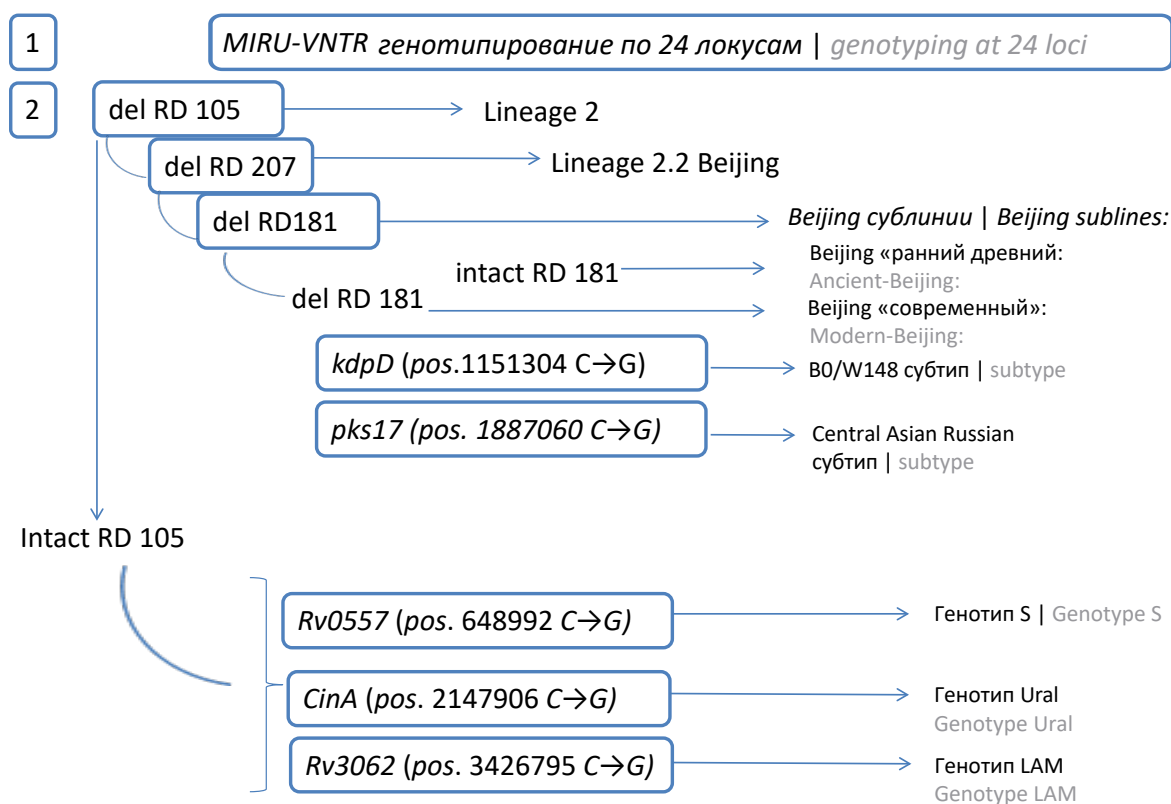 1
MIRU-VNTR генотипирование по 24 локусам | genotyping at 24 loci
2
del RD 105
Lineage 2
del RD 207
Lineage 2.2 Beijing
del RD181
Beijing сублинии | Beijing sublines:
intact RD 181
Beijing «ранний древний:
Ancient-Beijing:
del RD 181
Beijing «современный»:
Modern-Beijing:
kdpD (pos.1151304 C→G)
B0/W148 субтип | subtype
pks17 (pos. 1887060 C→G)
Central Asian Russian
субтип | subtype
Intact RD 105
Rv0557 (pos. 648992 C→G)
Генотип S | Genotype S
CinA (pos. 2147906 C→G)
Генотип Ural
Genotype Ural
Rv3062 (pos. 3426795 C→G)
Генотип LAM
Genotype LAM